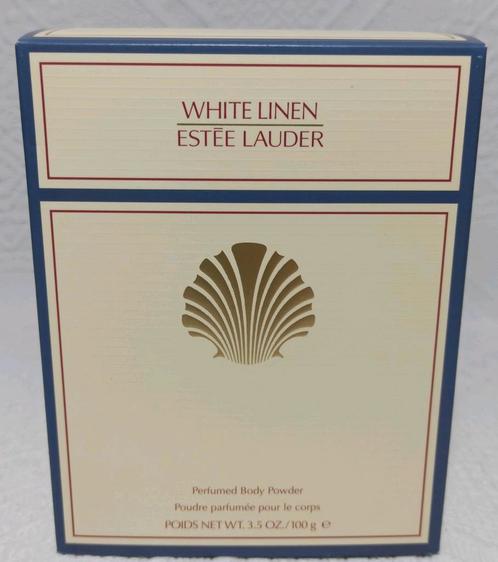 WHITE LINEN
ESTĒE LAUDER
Perfumed Body Powder
Poudre parfumée pour le corps
POIDS NET WT. 3.5 OZ./100 g ℮